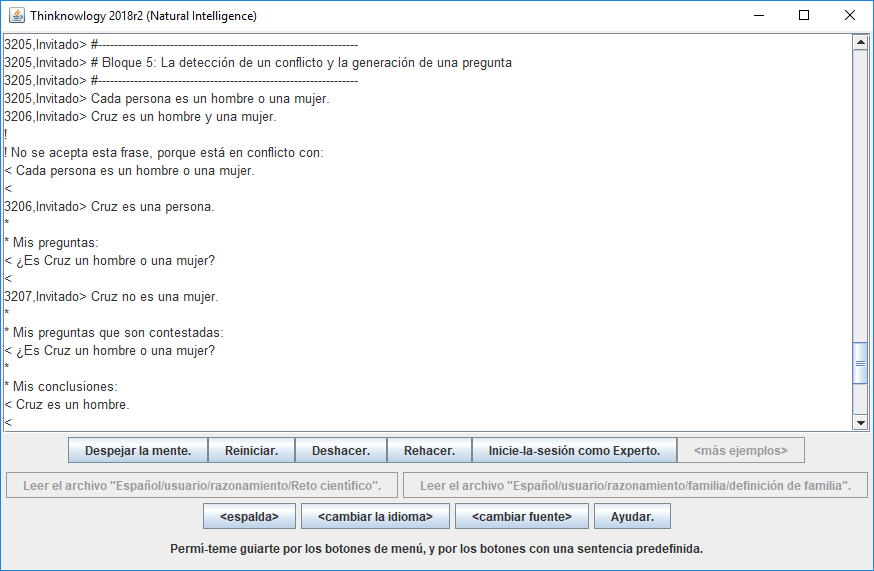 Thinknowlogy 2018r2 (Natural Intelligence)
3205,Invitado> #-----------------------------------------------------------------
3205,Invitado> # Bloque 5: La detección de un conflicto y la generación de una pregunta
3205,Invitado> #-----------------------------------------------------------------
3205,Invitado> Cada persona es un hombre o una mujer.
3206,Invitado> Cruz es un hombre y una mujer.
!
! No se acepta esta frase, porque está en conflicto con:
< Cada persona es un hombre o una mujer.
<
3206,Invitado> Cruz es una persona.
*
* Mis preguntas:
< ¿Es Cruz un hombre o una mujer?
<
3207,Invitado> Cruz no es una mujer.
*
* Mis preguntas que son contestadas:
< ¿Es Cruz un hombre o una mujer?
*
* Mis conclusiones:
< Cruz es un hombre.
<
Despejar la mente. Reiniciar. Deshacer. Rehacer. Inicie-la-sesión como Experto. <más ejemplos>
Leer el archivo "Español/usuario/razonamiento/Reto científico". Leer el archivo "Español/usuario/razonamiento/familia/definición de familia".
<espalda> <cambiar la idioma> <cambiar fuente> Ayudar.
Permí-teme guiarte por los botones de menú, y por los botones con una sentencia predefinida.